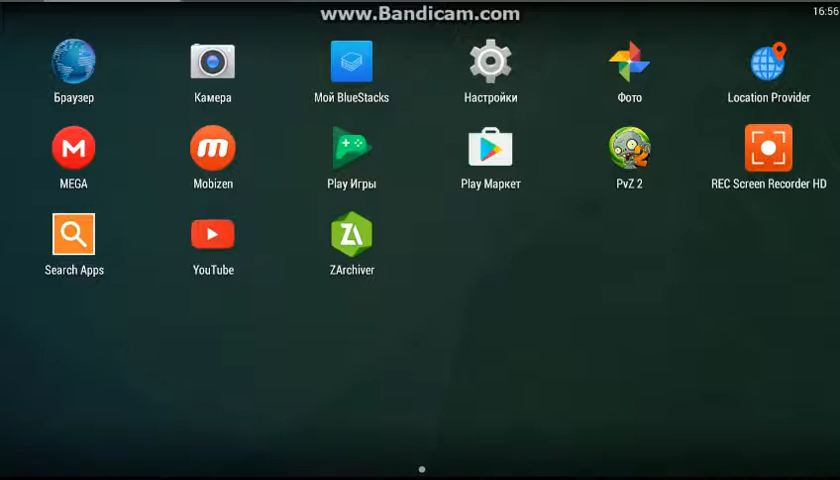 www.Bandicam.com
16:56
Браузер
Камера
Мой BlueStacks
Настройки
Фото
Location Provider
MEGA
Mobizen
Play Игры
Play Маркет
PvZ 2
REC Screen Recorder HD
Search Apps
YouTube
ZArchiver